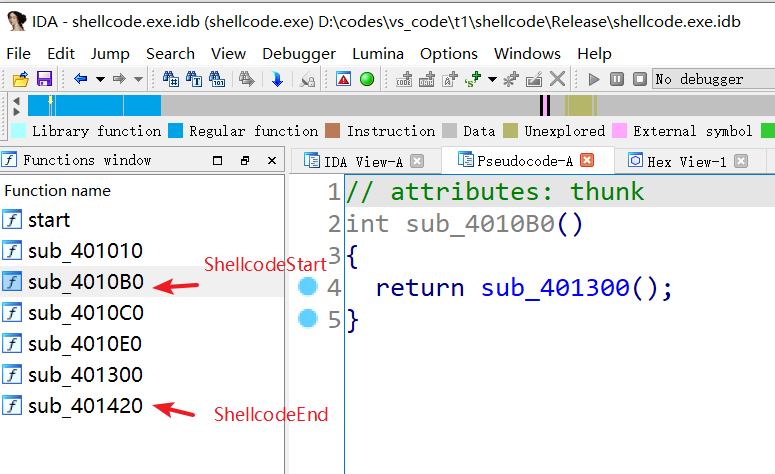 IDA - shellcode.exe.idb (shellcode.exe) D:\codes\vs_code\t1\shellcode\Release\shellcode.exe.idb
File Edit Jump Search View Debugger Lumina Options Windows Help
No debugger
Library function Regular function Instruction Data Unexplored External symbol
Functions window
IDA View-A Pseudocode-A Hex View-1
Function name
start
sub_401010
sub_4010B0
sub_4010C0
sub_4010E0
sub_401300
sub_401420
ShellcodeStart
ShellcodeEnd
1 // attributes: thunk
2 int sub_4010B0()
3 {
4 return sub_401300();
5 }